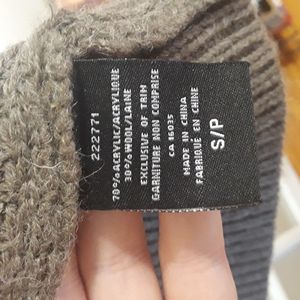 222771
70% ACRYLIC/ACRYLIQUE
30% WOOL/LAINE
EXCLUSIVE OF TRIM
GARNITURE NON COMPRISE
CA 16035
MADE IN CHINA
FABRIQUÉ EN CHINE
S/P